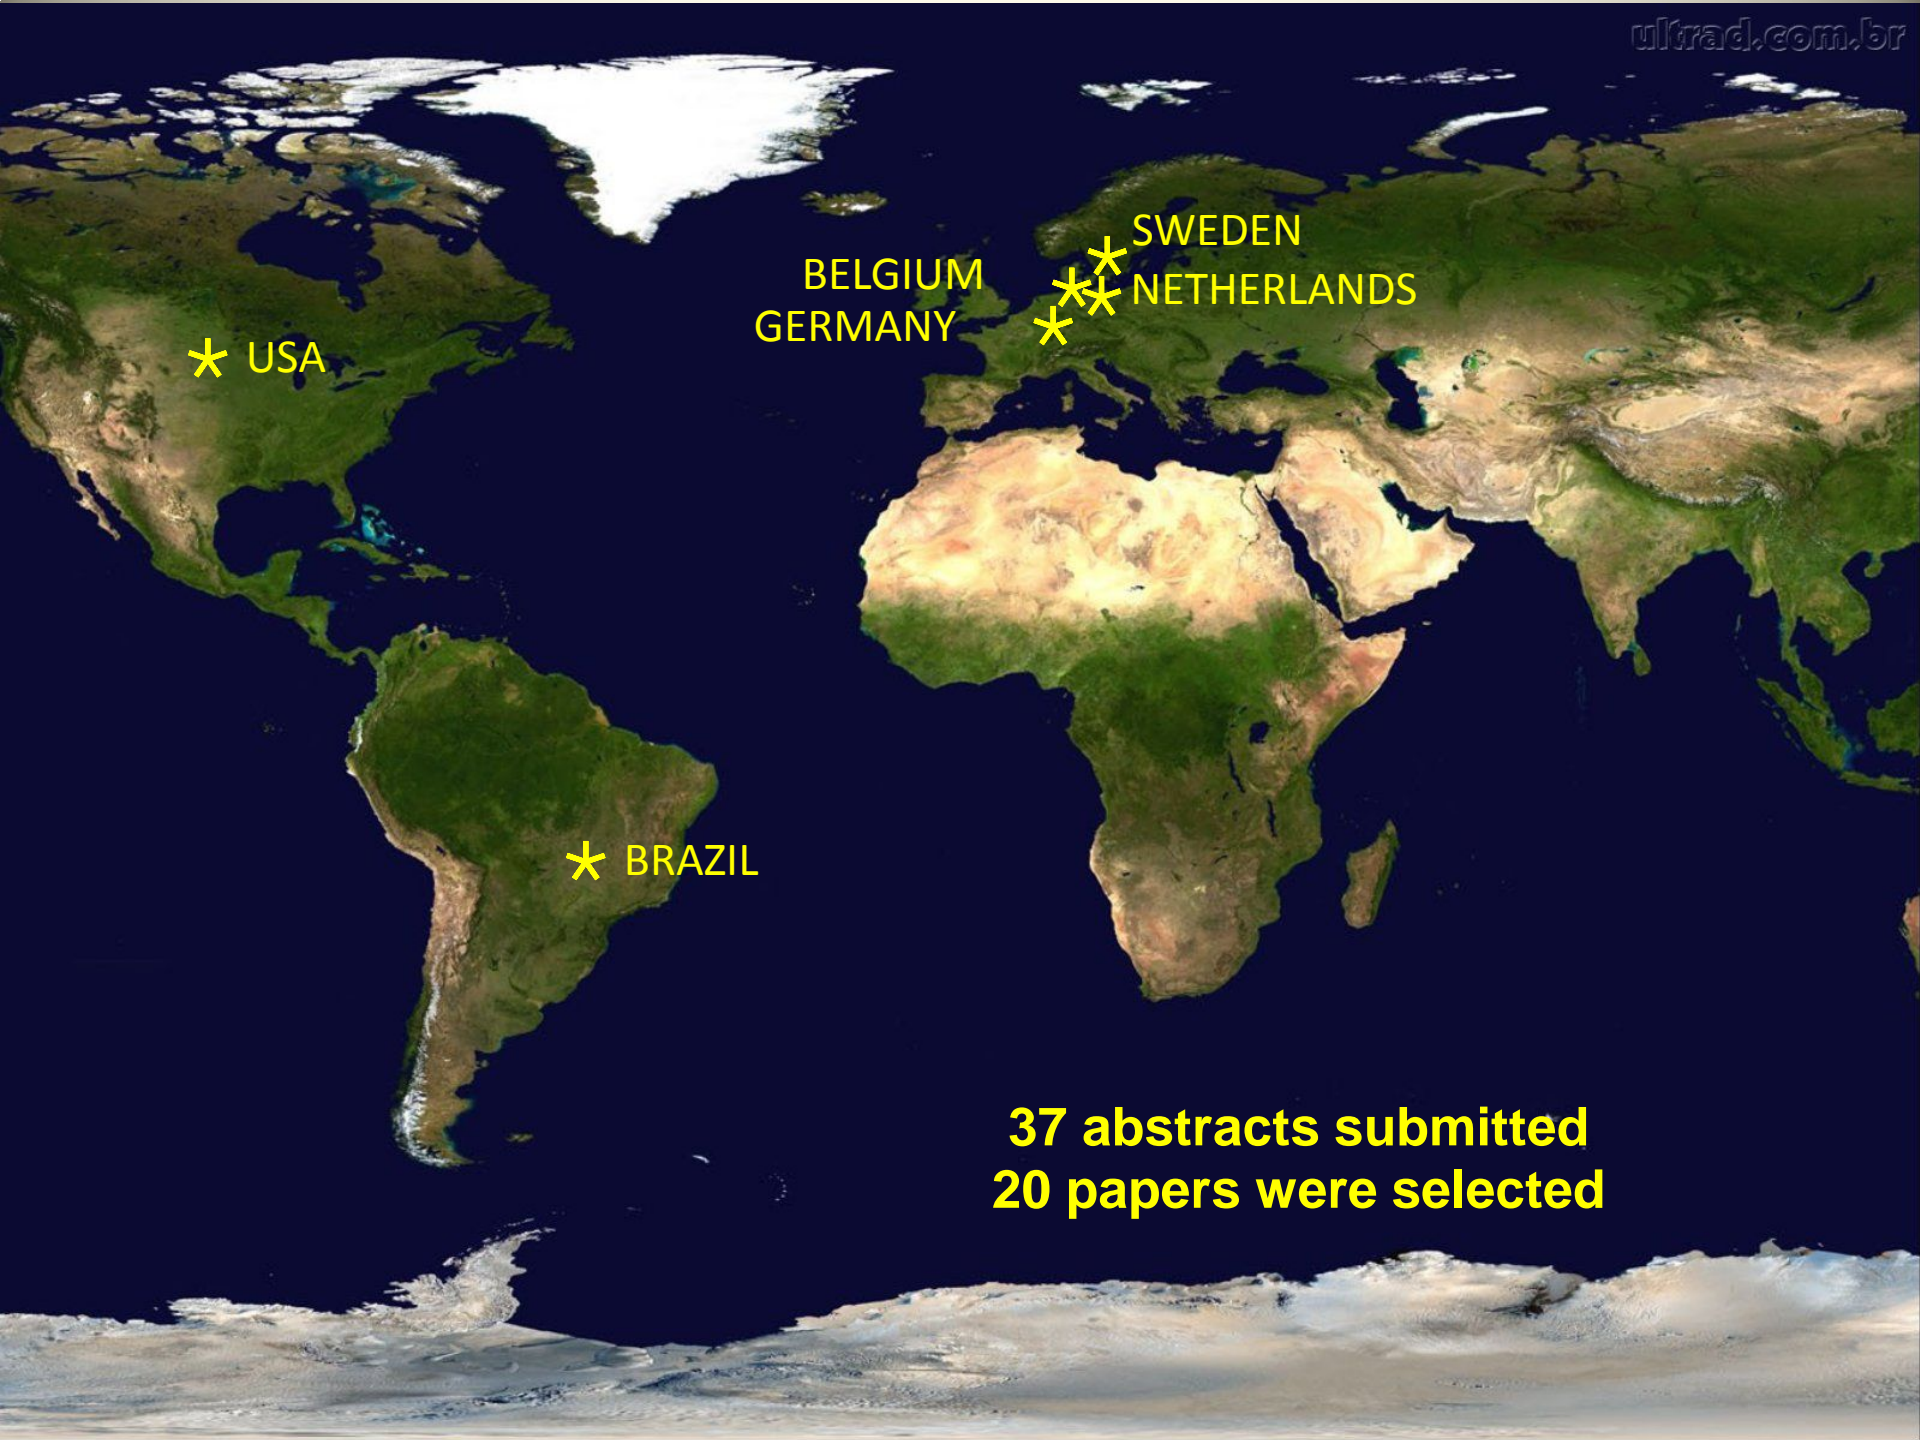 ultrad.com.br
SWEDEN
BELGIUM
NETHERLANDS
GERMANY
USA
BRAZIL
37 abstracts submitted
20 papers were selected